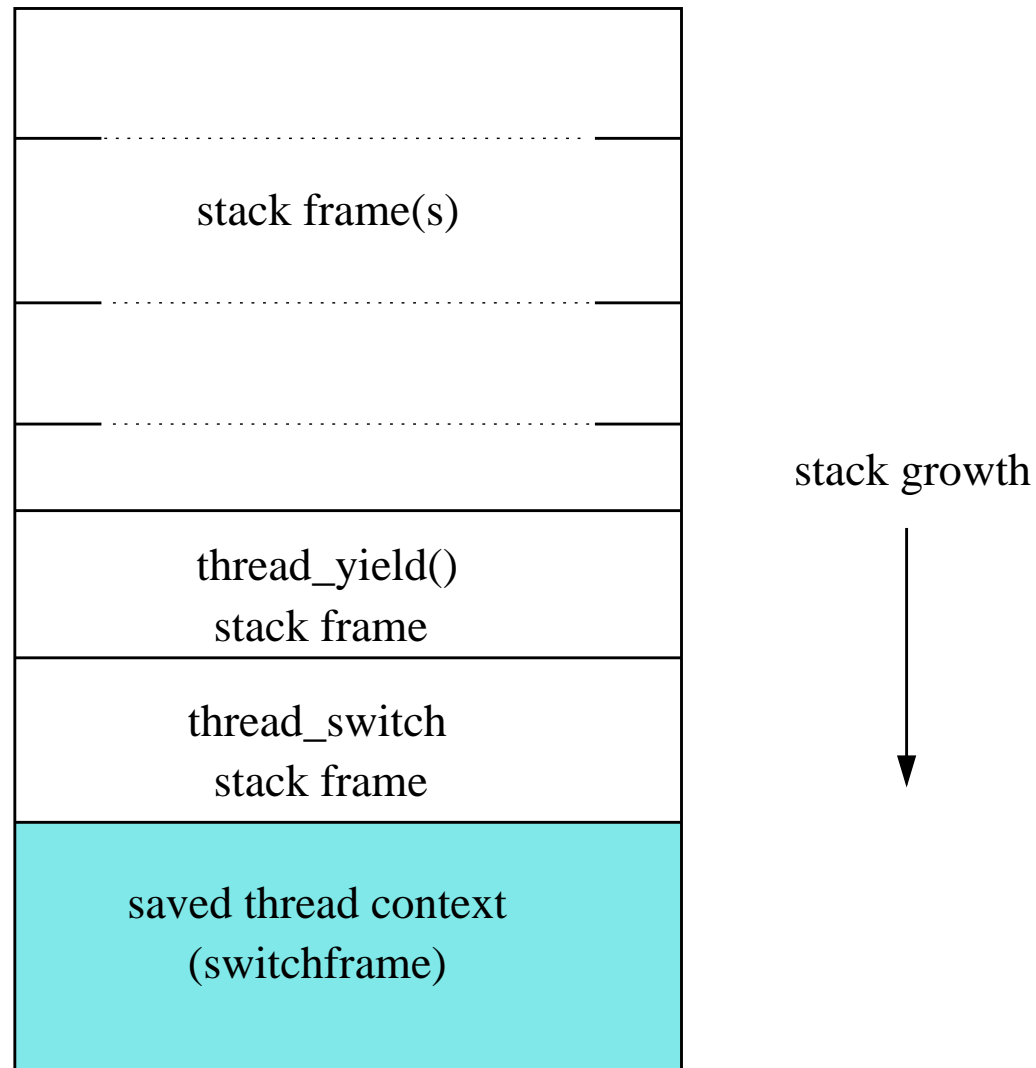 stack frame(s)
stack growth
thread_yield()
stack frame
thread_switch
stack frame
saved thread context
(switchframe)